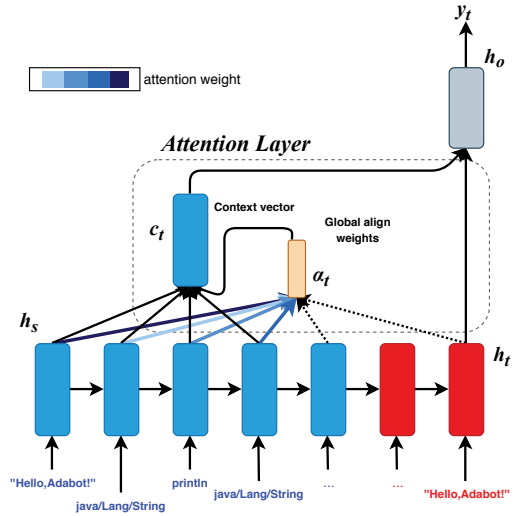 y_t
h_o
attention weight
Attention Layer
Context vector
c_t
Global align
weights
α_t
h_s
h_t
"Hello,Adabot!"
java/Lang/String
println
java/Lang/String
...
...
"Hello,Adabot!"